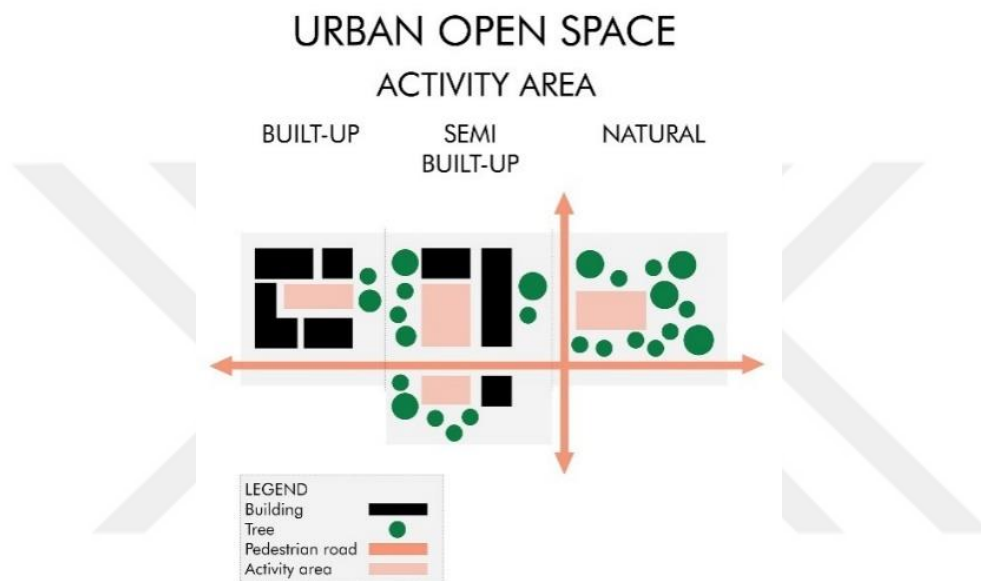 URBAN OPEN SPACE
ACTIVITY AREA
BUILT-UP
SEMI
BUILT-UP
NATURAL
LEGEND
Building
Tree
Pedestrian road
Activity area